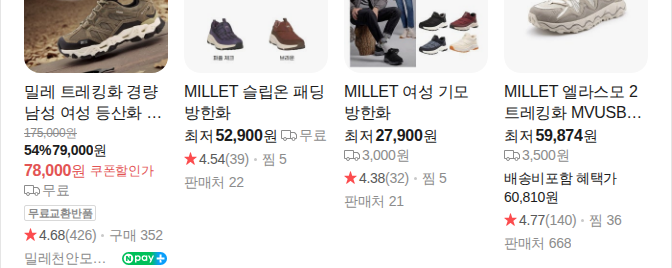 퍼플 네이비
브라운
밀레 트레킹화 경량
남성 여성 등산화 ...
175,000원
54%79,000원
78,000원 쿠폰할인가
무료
무료교환반품
★4.68(426) · 구매 352
밀레천안모... N pay +
MILLET 슬립온 패딩
방한화
최저 52,900원 무료
★4.54(39) · 찜 5
판매처 22
MILLET 여성 기모
방한화
최저 27,900원
3,000원
★4.38(32) · 찜 5
판매처 21
MILLET 엘라스모 2
트레킹화 MVUSB...
최저 59,874원
3,500원
배송비포함 혜택가
60,810원
★4.77(140) · 찜 36
판매처 668